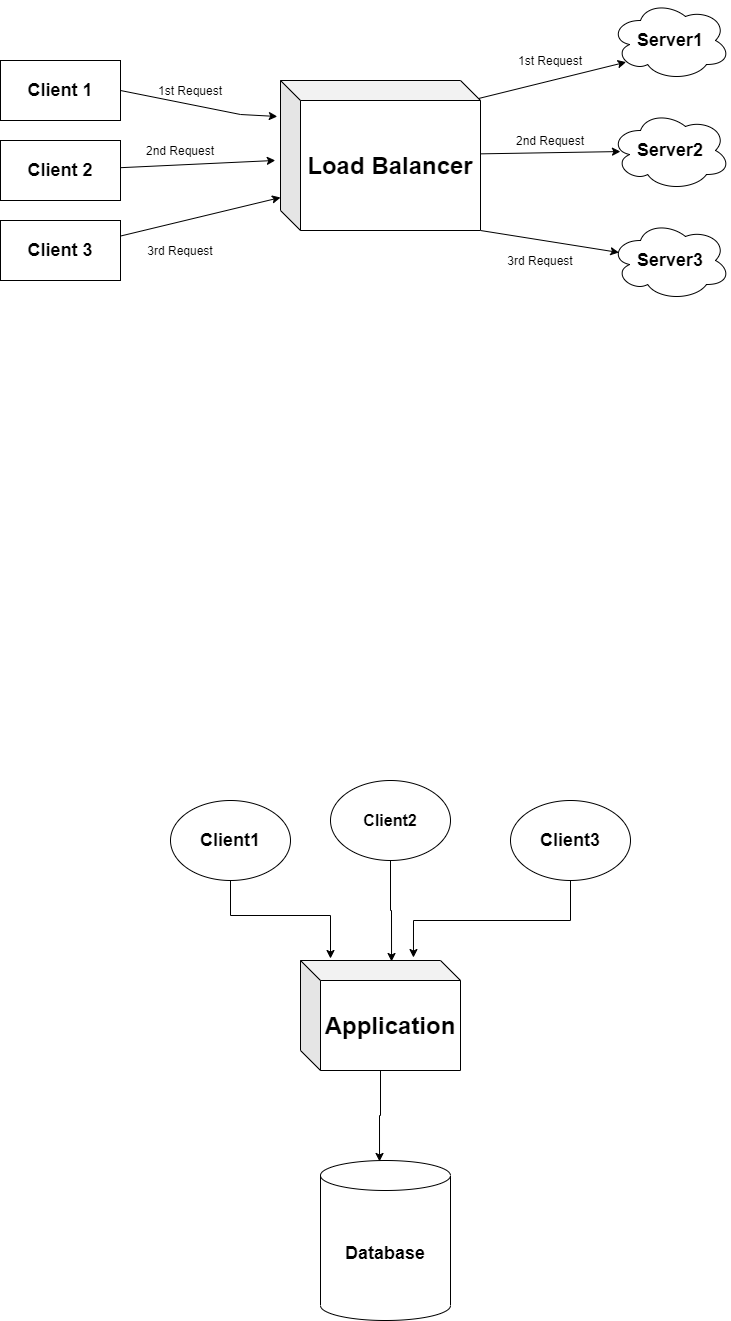 Server1
1st Request
Client 1
1st Request
2nd Request
Server2
2nd Request
Client 2
Load Balancer
Client 3
3rd Request
3rd Request
Server3
Client1
Client2
Client3
Application
Database